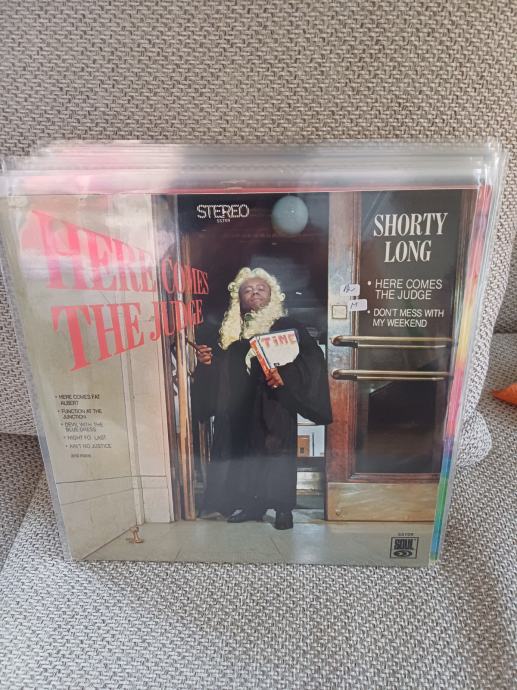 STEREO
SS709
HERE COMES
THE JUDGE
SHORTY
LONG
• HERE COMES
THE JUDGE
• DON'T MESS WITH
MY WEEKEND
TIME
• HERE COMES FAT
ALBERT
• FUNCTION AT THE
JUNCTION
• DEVIL WITH THE
BLUE DRESS
• NIGHT FO' LAST
• AIN'T NO JUSTICE
and more
SS709
SOUL